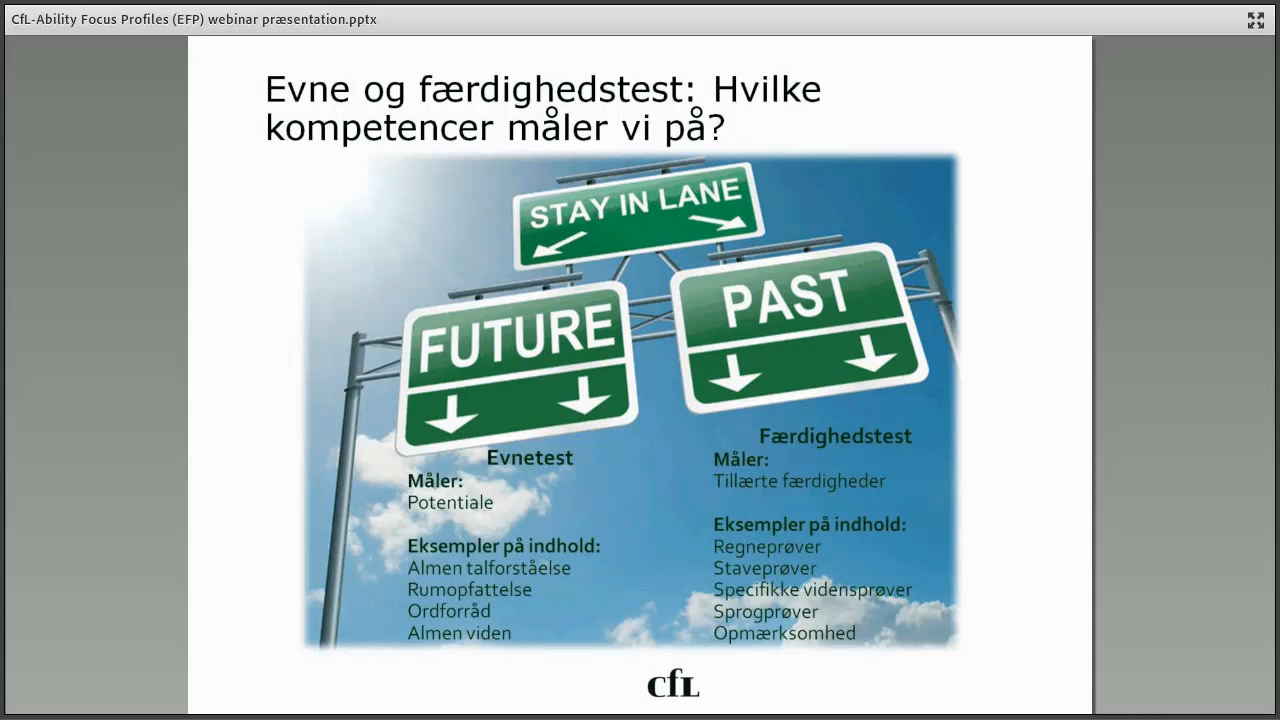 CfL-Ability Focus Profiles (EFP) webinar præsentation.pptx
Evne og færdighedstest: Hvilke
kompetencer måler vi på?
STAY IN LANE
FUTURE
PAST
Evnetest
Måler:
Potentiale
Eksempler på indhold:
Almen talforståelse
Rumopfattelse
Ordforråd
Almen viden
Færdighedstest
Måler:
Tillærte færdigheder
Eksempler på indhold:
Regneprøver
Staveprøver
Specifikke vidensprøver
Sprogprøver
Opmærksomhed
cfL